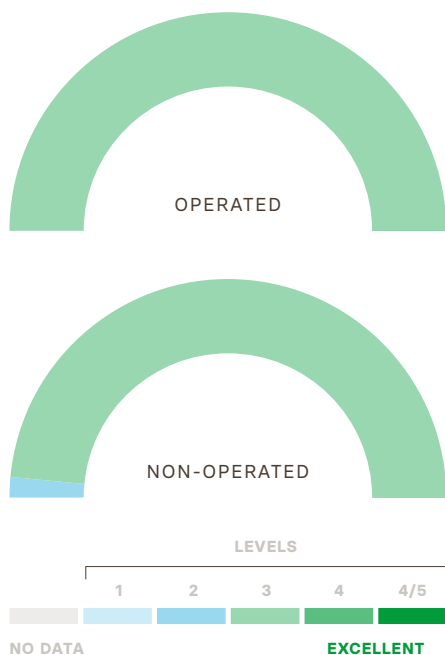 OPERATED
NON-OPERATED
LEVELS
1 2 3 4 4/5
NO DATA EXCELLENT